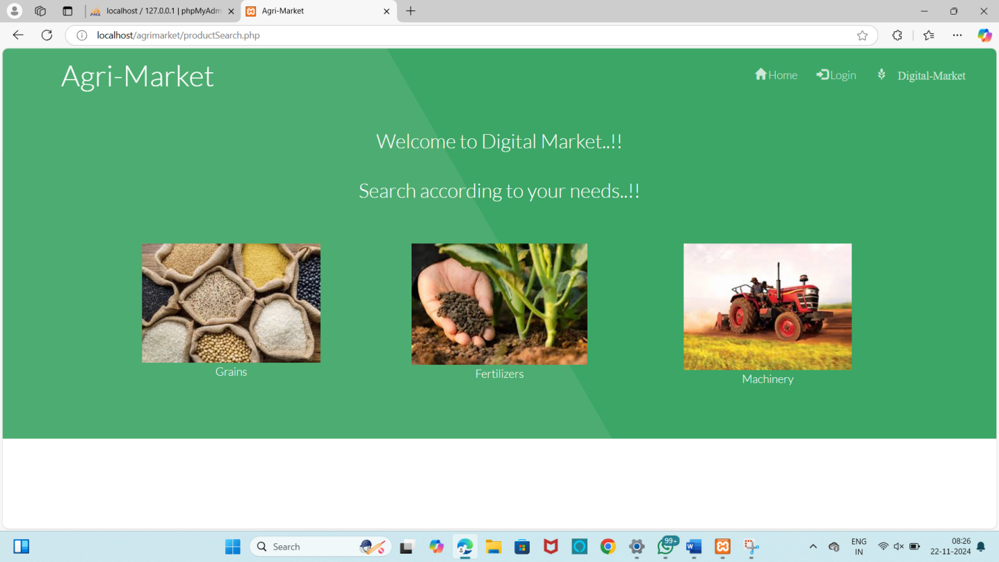 localhost / 127.0.0.1 | phpMyAdm
Agri-Market
localhost/agrimarket/productSearch.php
Agri-Market
Home
Login
Digital-Market
Welcome to Digital Market..!!
Search according to your needs..!!
Grains
Fertilizers
Machinery
Search
99+
ENG
IN
08:26
22-11-2024